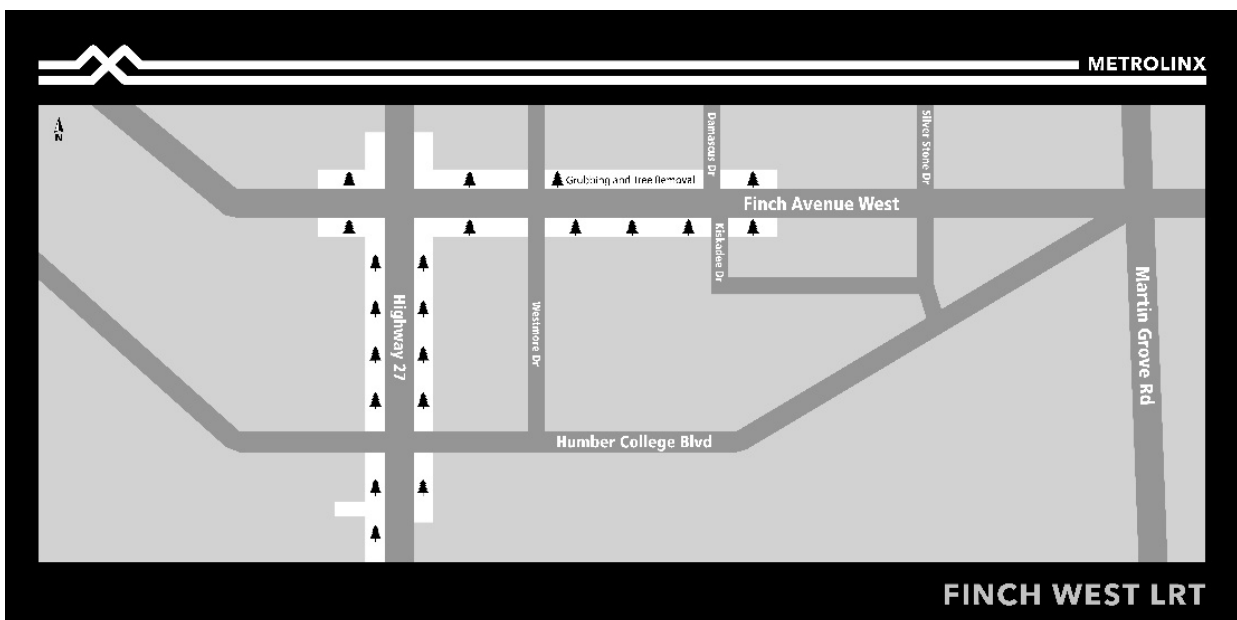 METROLINX
N
Damascus Dr
Silver Stone Dr
Grubbing and Tree Removal
Finch Avenue West
Kiskadee Dr
Highway 27
Westmore Dr
Martin Grove Rd
Humber College Blvd
FINCH WEST LRT